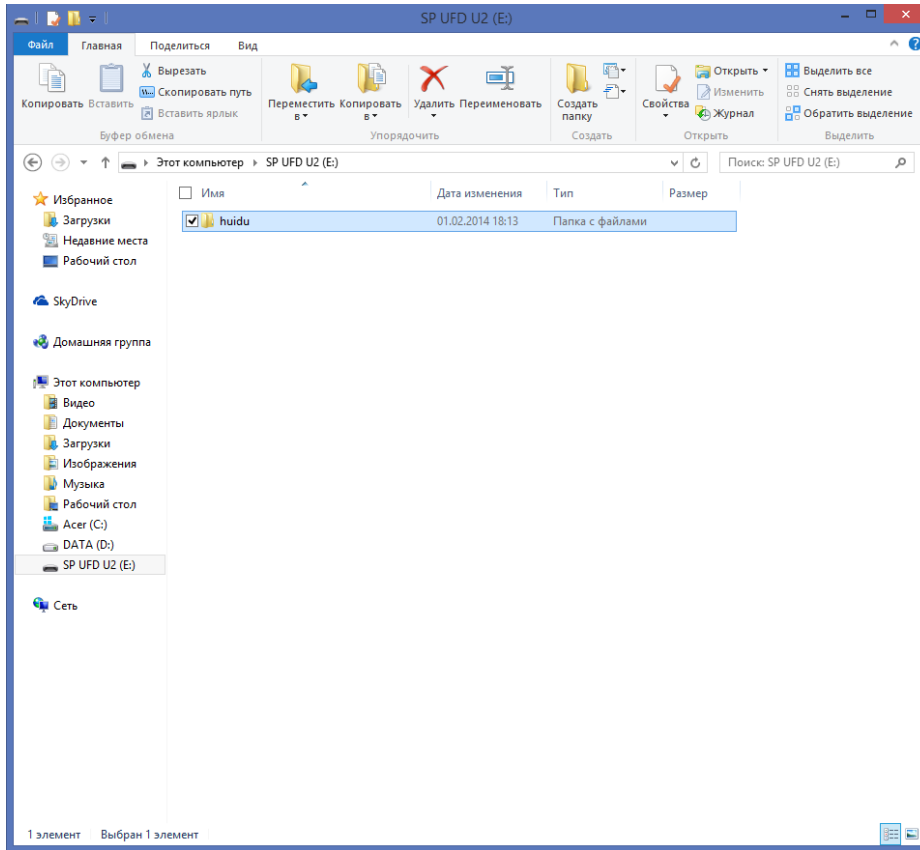 SP UFD U2 (E:)
Файл Главная Поделиться Вид
Копировать Вставить Вырезать Скопировать путь Вставить ярлык
Переместить в Копировать в Удалить Переименовать
Создать папку
Свойства Открыть Изменить Журнал
Выделить все Снять выделение Обратить выделение
Буфер обмена Упорядочить Создать Открыть Выделить
Этот компьютер SP UFD U2 (E:) Поиск: SP UFD U2 (E:)
Имя Дата изменения Тип Размер
huidu 01.02.2014 18:13 Папка с файлами
Избранное
Загрузки
Недавние места
Рабочий стол
SkyDrive
Домашняя группа
Этот компьютер
Видео
Документы
Загрузки
Изображения
Музыка
Рабочий стол
Acer (C:)
DATA (D:)
SP UFD U2 (E:)
Сеть
1 элемент Выбран 1 элемент